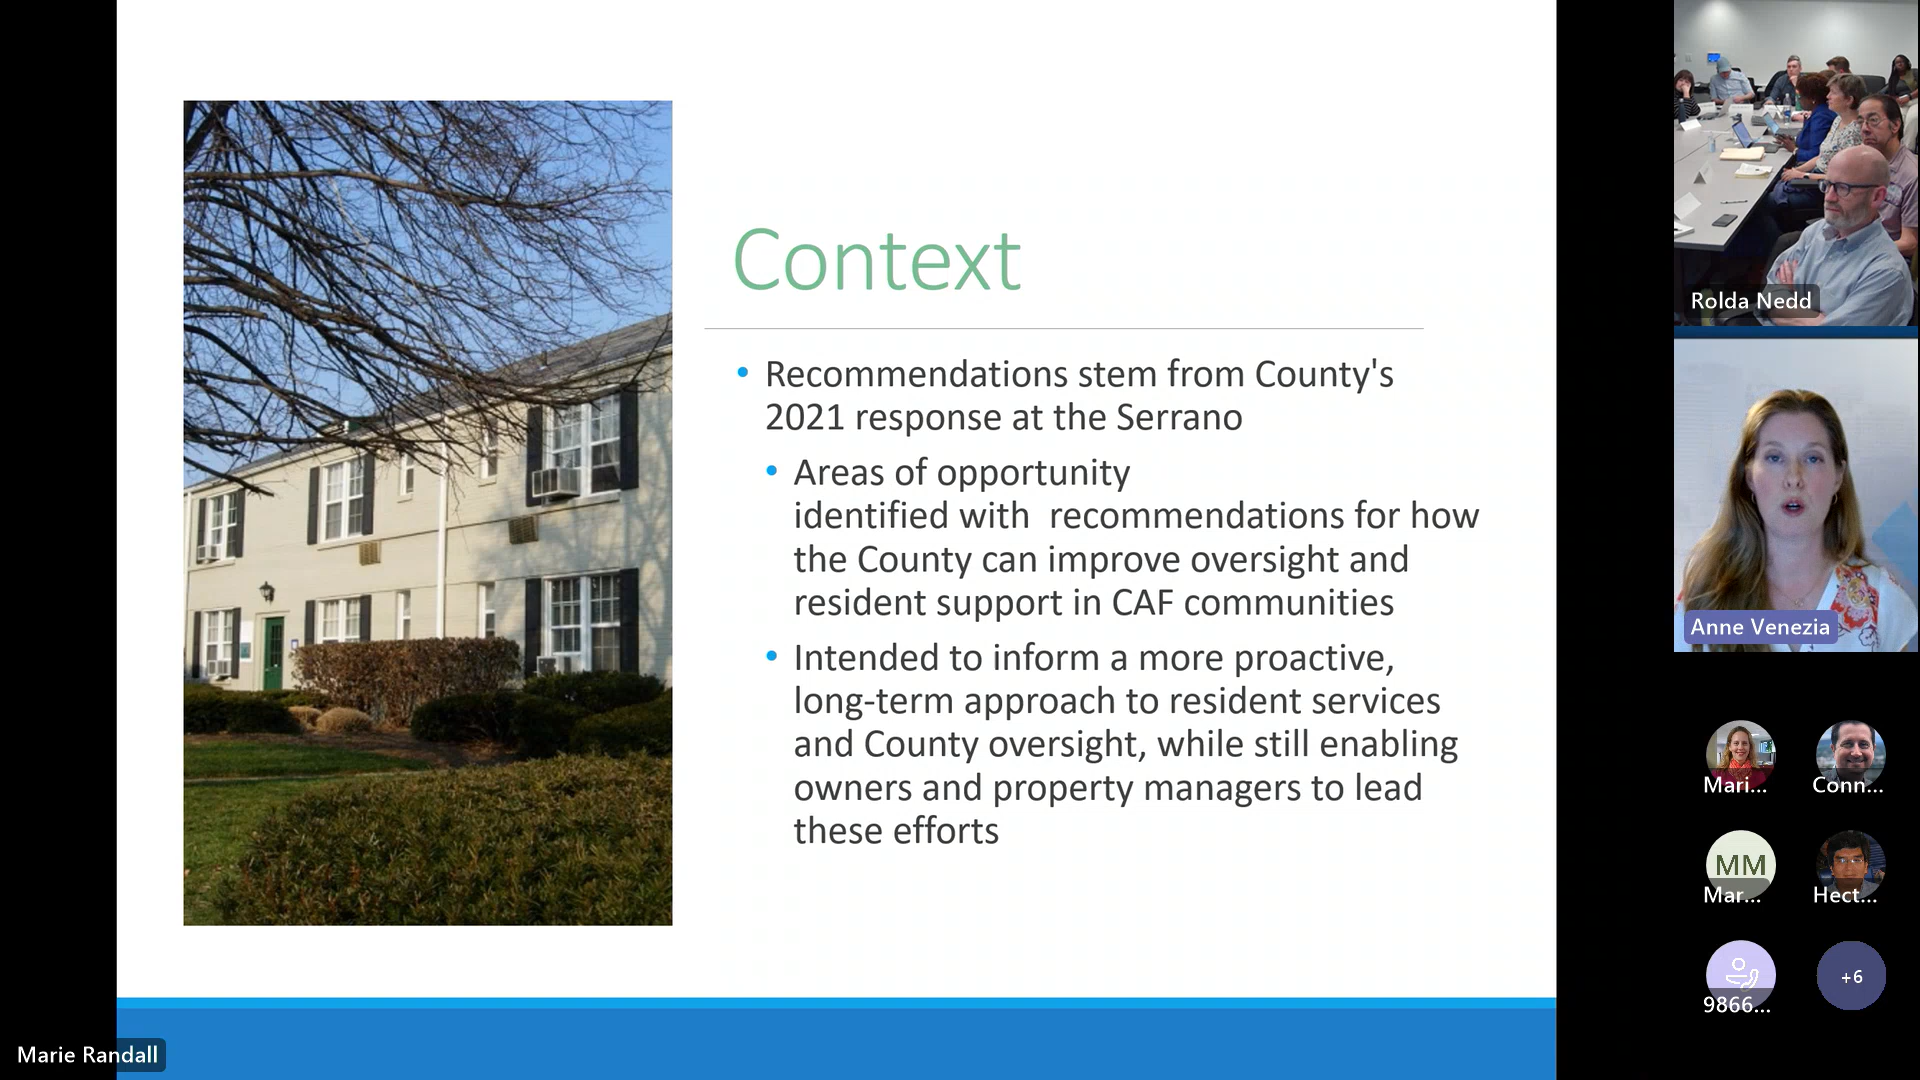 Context
Recommendations stem from County's
2021 response at the Serrano
Areas of opportunity
identified with  recommendations for how
the County can improve oversight and
resident support in CAF communities
Intended to inform a more proactive,
long-term approach to resident services
and County oversight, while still enabling
owners and property managers to lead
these efforts
Marie Randall
Rolda Nedd
Anne Venezia
Mari...
Conn...
MM
Mar...
Hect...
9866...
+6